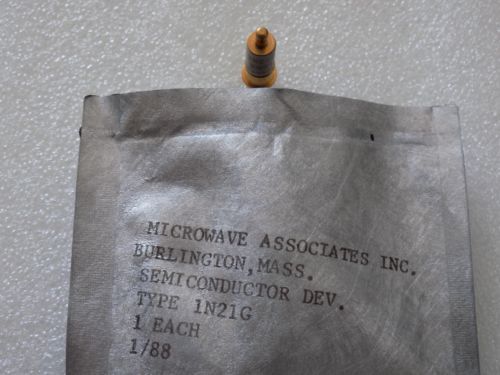 MICROWAVE ASSOCIATES INC.
BURLINGTON, MASS.
SEMICONDUCTOR DEV.
TYPE 1N21G
1 EACH
1/88